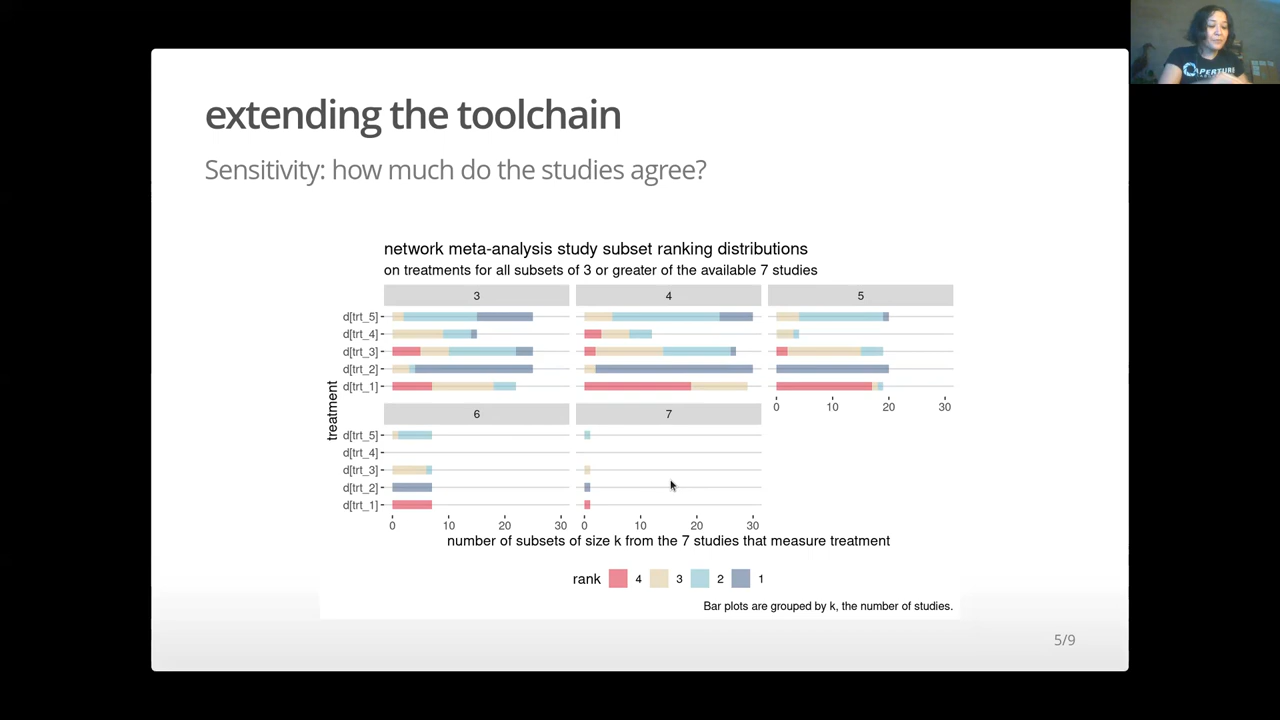 extending the toolchain
Sensitivity: how much do the studies agree?
network meta-analysis study subset ranking distributions
on treatments for all subsets of 3 or greater of the available 7 studies
3 4 5
d[trt_5]
d[trt_4]
d[trt_3]
d[trt_2]
d[trt_1]
0 10 20 30
6 7
d[trt_5]
d[trt_4]
d[trt_3]
d[trt_2]
d[trt_1]
0 10 20 30 0 10 20 30
treatment
number of subsets of size k from the 7 studies that measure treatment
rank 4 3 2 1
Bar plots are grouped by k, the number of studies.
5/9
APERTURE